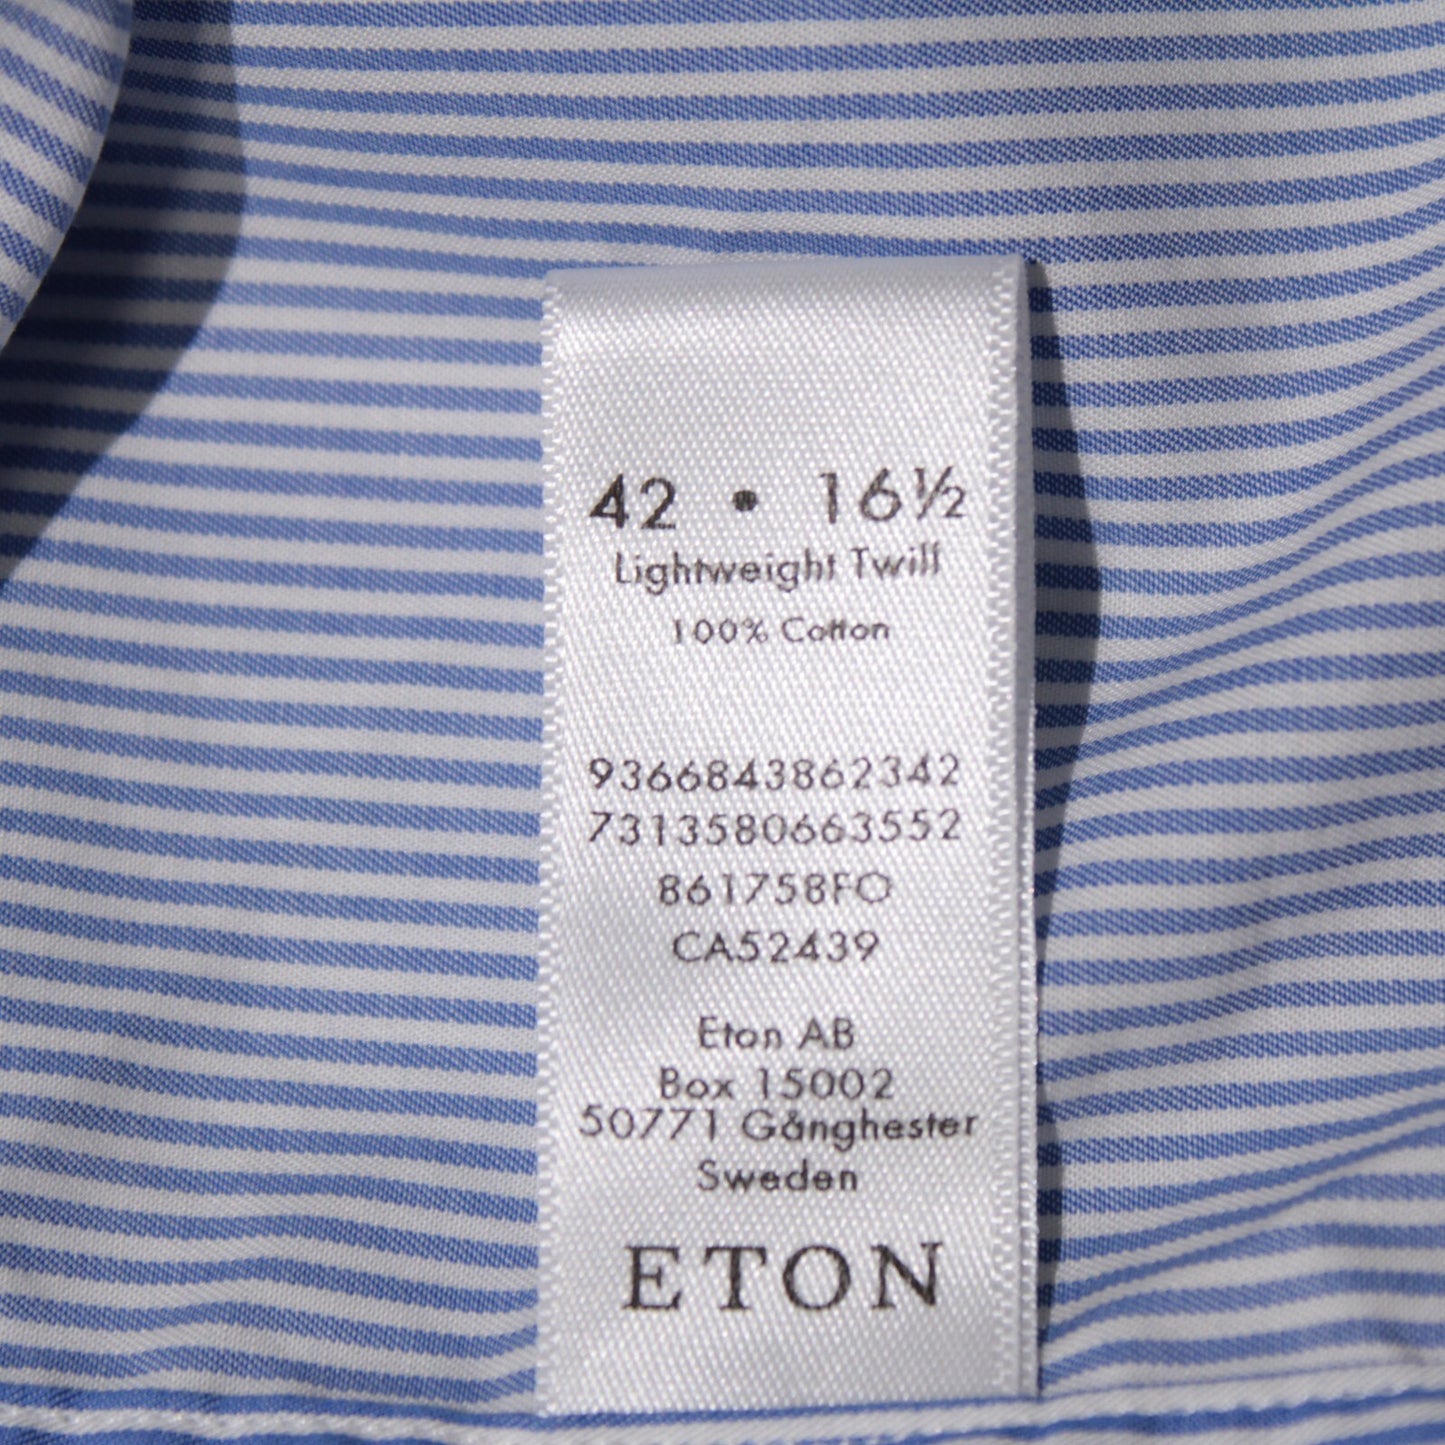 42 • 16½
Lightweight Twill
100% Cotton
9366843862342
7313580663552
861758FO
CA52439
Eton AB
Box 15002
50771 Gånghester
Sweden
ETON